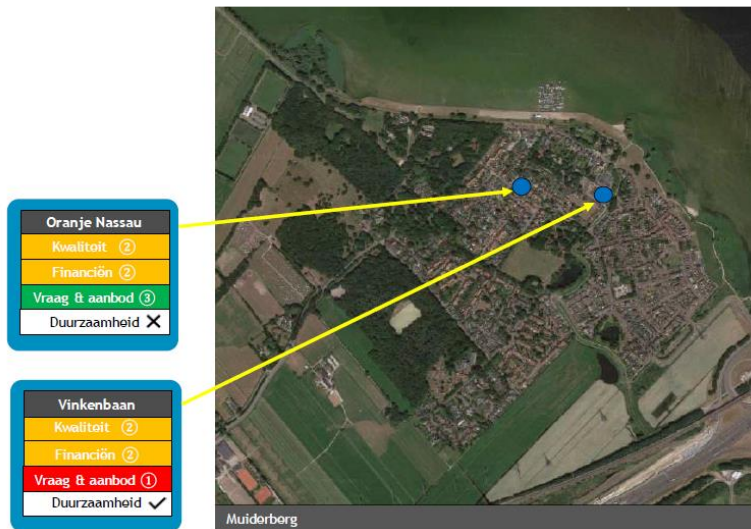 Oranje Nassau
Kwaliteit ②
Financiën ②
Vraag & aanbod ③
Duurzaamheid ✕
Vinkenbaan
Kwaliteit ②
Financiën ②
Vraag & aanbod ①
Duurzaamheid ✓
Muiderberg